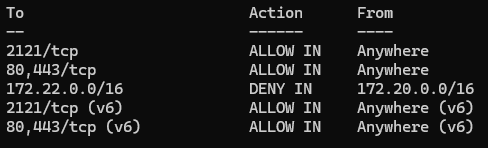 To                         Action      From
--                         ------      ----
2121/tcp                   ALLOW IN    Anywhere
80,443/tcp                 ALLOW IN    Anywhere
172.22.0.0/16              DENY IN     172.20.0.0/16
2121/tcp (v6)              ALLOW IN    Anywhere (v6)
80,443/tcp (v6)            ALLOW IN    Anywhere (v6)